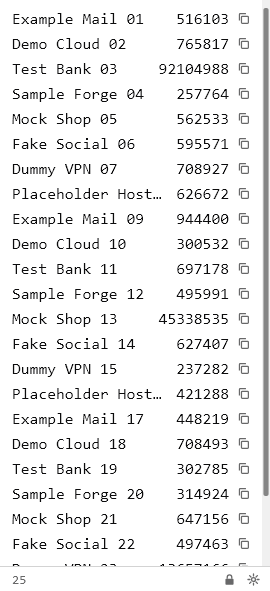 Example Mail 01 516103
Demo Cloud 02 765817
Test Bank 03 92104988
Sample Forge 04 257764
Mock Shop 05 562533
Fake Social 06 595571
Dummy VPN 07 708927
Placeholder Host… 626672
Example Mail 09 944400
Demo Cloud 10 300532
Test Bank 11 697178
Sample Forge 12 495991
Mock Shop 13 45338535
Fake Social 14 627407
Dummy VPN 15 237282
Placeholder Host… 421288
Example Mail 17 448219
Demo Cloud 18 708493
Test Bank 19 302785
Sample Forge 20 314924
Mock Shop 21 647156
Fake Social 22 497463
25